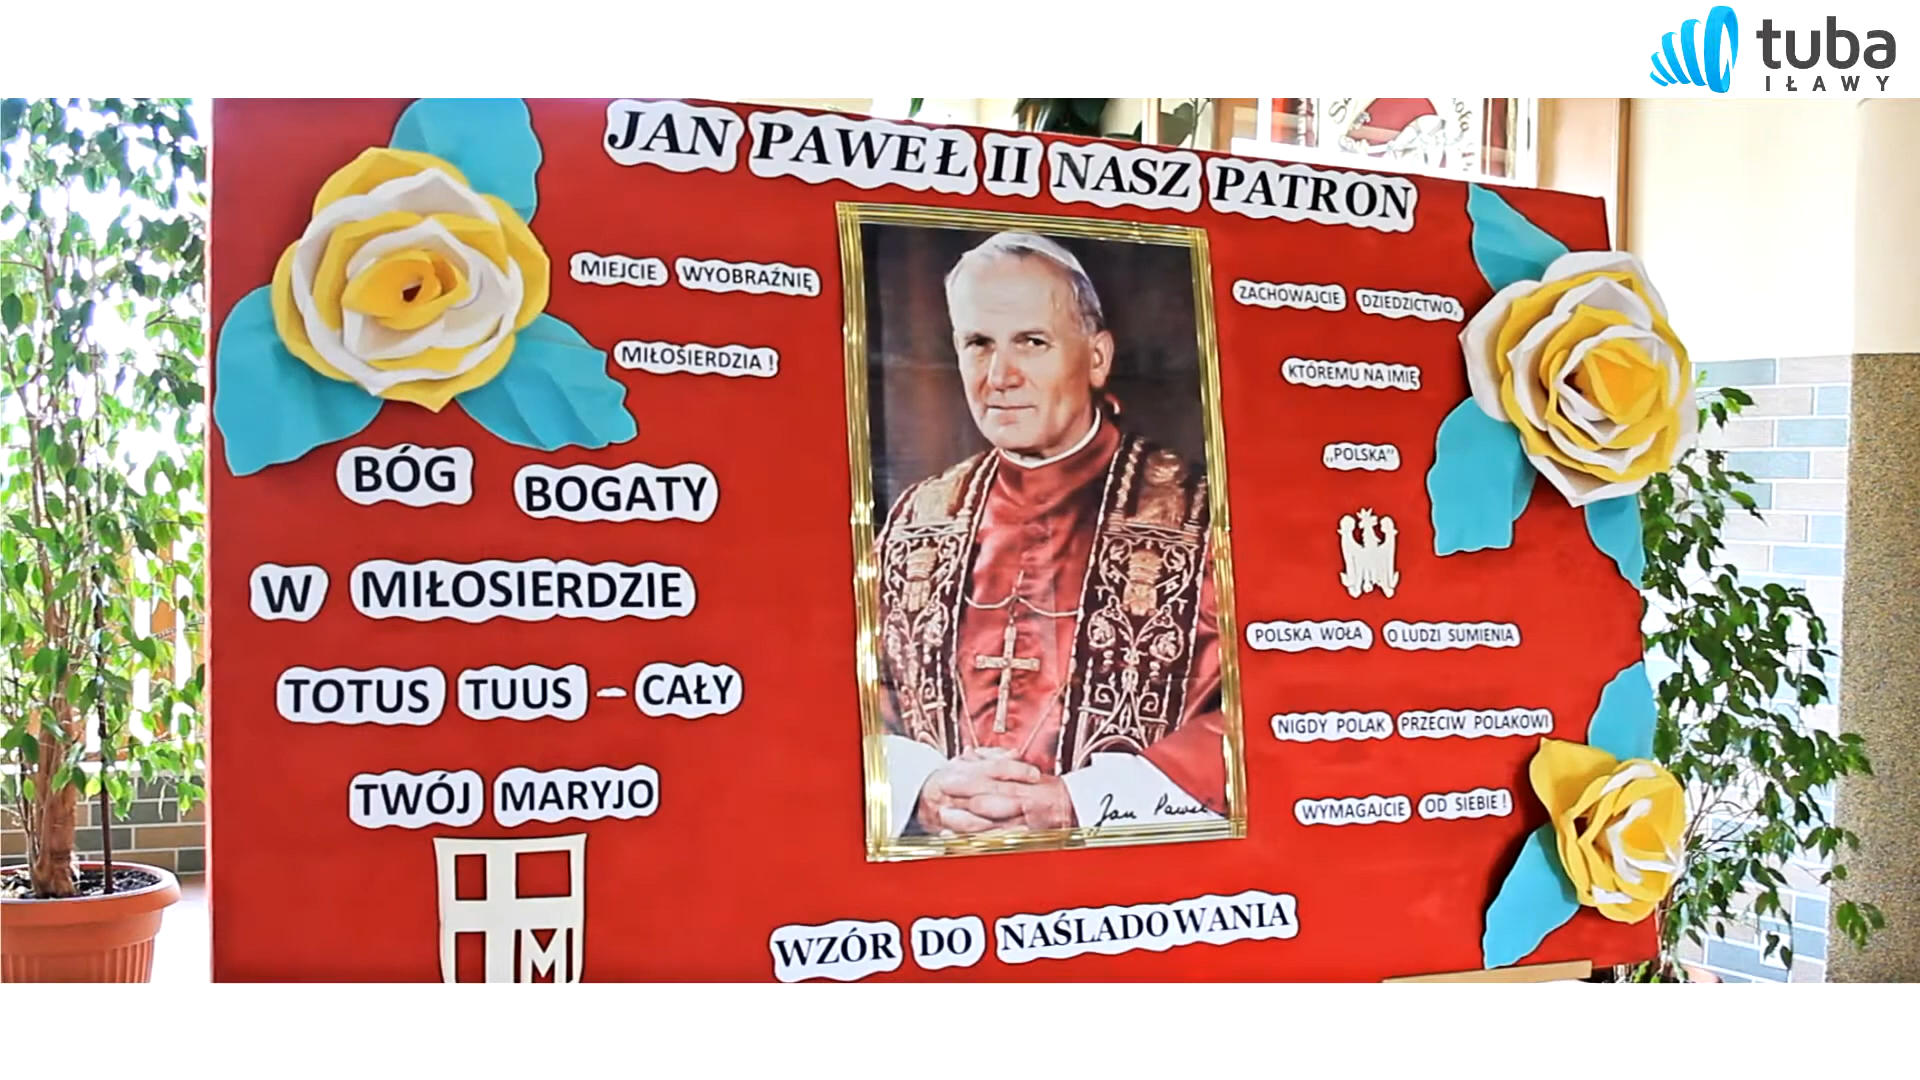 tuba
IŁAWY
JAN PAWEŁ II NASZ PATRON
MIEJCIE WYOBRAŹNIĘ
MIŁOSIERDZIA !
BÓG BOGATY
W MIŁOSIERDZIE
TOTUS TUUS – CAŁY
TWÓJ MARYJO
M
Jan Paweł
ZACHOWAJCIE DZIEDZICTWO,
KTÓREMU NA IMIĘ
,,POLSKA"
POLSKA WOŁA O LUDZI SUMIENIA
NIGDY POLAK PRZECIW POLAKOWI
WYMAGAJCIE OD SIEBIE !
WZÓR DO NAŚLADOWANIA